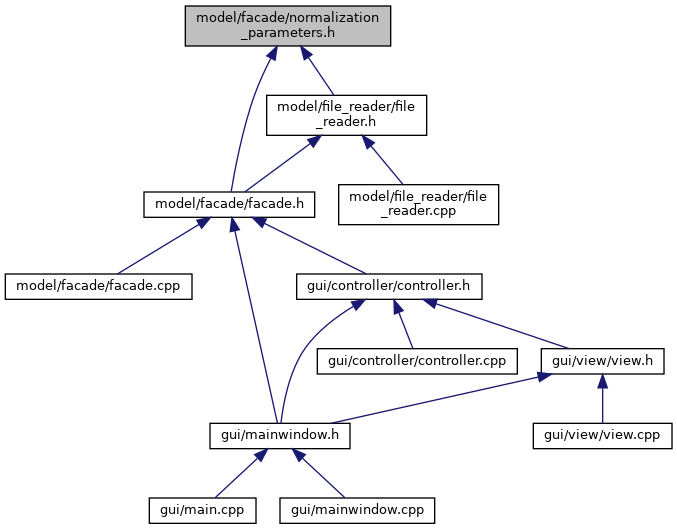 model/facade/normalization
_parameters.h
model/file_reader/file
_reader.h
model/facade/facade.h
model/file_reader/file
_reader.cpp
model/facade/facade.cpp
gui/controller/controller.h
gui/controller/controller.cpp
gui/view/view.h
gui/mainwindow.h
gui/view/view.cpp
gui/main.cpp
gui/mainwindow.cpp